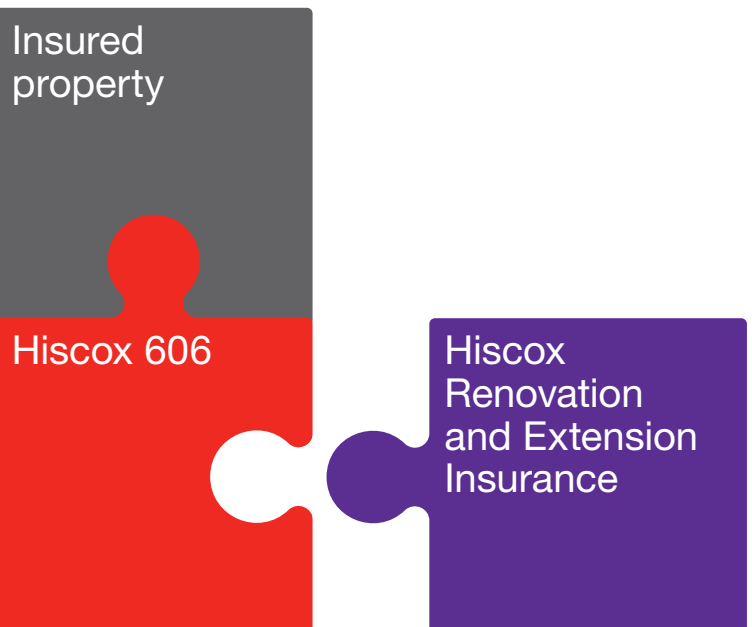 Insured
property
Hiscox 606
Hiscox
Renovation
and Extension
Insurance